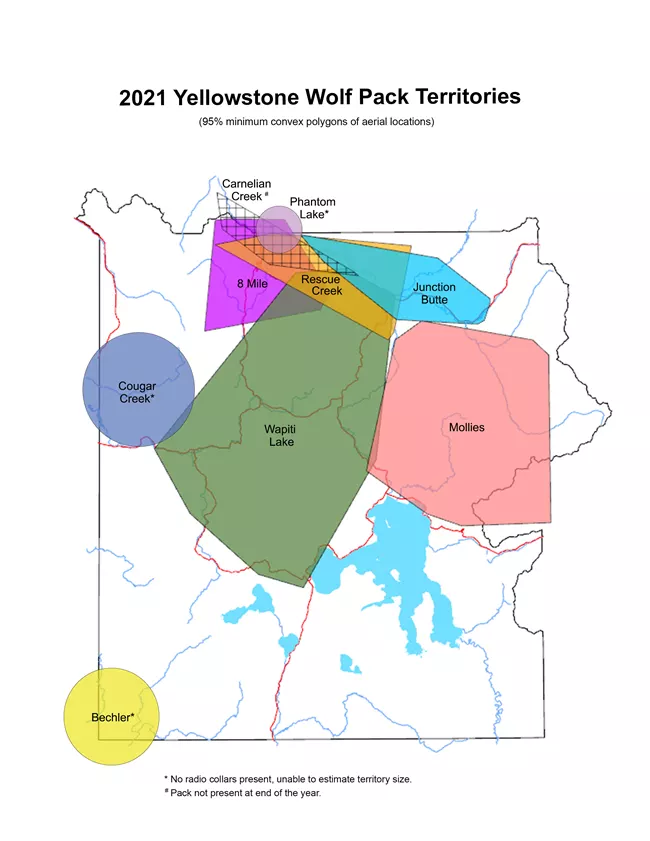 2021 Yellowstone Wolf Pack Territories
(95% minimum convex polygons of aerial locations)
Carnelian
Creek #
Phantom
Lake*
8 Mile
Rescue
Creek
Junction
Butte
Cougar
Creek*
Wapiti
Lake
Mollies
Bechler*
* No radio collars present, unable to estimate territory size.
# Pack not present at end of the year.